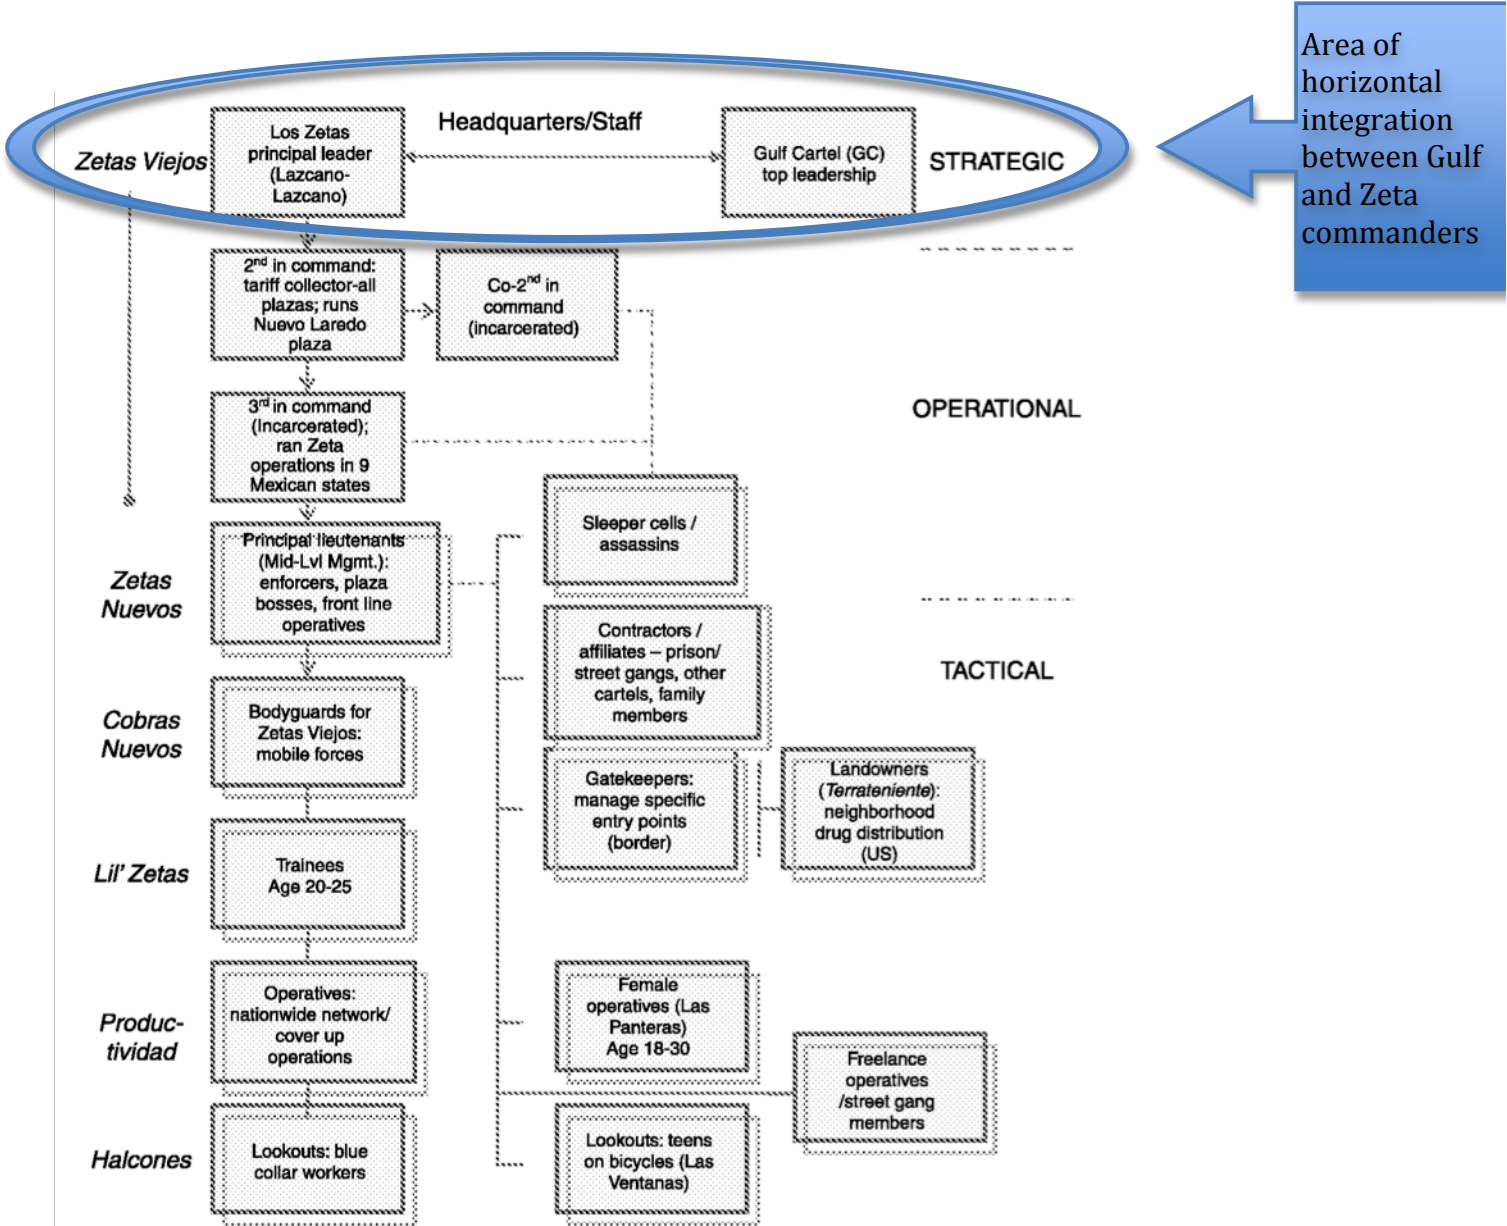 Area of
horizontal
integration
between Gulf
and Zeta
commanders
Headquarters/Staff
Zetas Viejos
Los Zetas
principal leader
(Lazcano-
Lazcano)
Gulf Cartel (GC)
top leadership
STRATEGIC
2nd in command:
tariff collector-all
plazas; runs
Nuevo Laredo
plaza
Co-2nd in
command
(incarcerated)
3rd in command
(Incarcerated);
ran Zeta
operations in 9
Mexican states
OPERATIONAL
Zetas
Nuevos
Principal lieutenants
(Mid-Lvl Mgmt.):
enforcers, plaza
bosses, front line
operatives
Sleeper cells /
assassins
Contractors /
affiliates – prison/
street gangs, other
cartels, family
members
TACTICAL
Cobras
Nuevos
Bodyguards for
Zetas Viejos:
mobile forces
Gatekeepers:
manage specific
entry points
(border)
Landowners
(Terrateniente):
neighborhood
drug distribution
(US)
Lil' Zetas
Trainees
Age 20-25
Produc-
tividad
Operatives:
nationwide network/
cover up
operations
Female
operatives (Las
Panteras)
Age 18-30
Freelance
operatives
/street gang
members
Halcones
Lookouts: blue
collar workers
Lookouts: teens
on bicycles (Las
Ventanas)